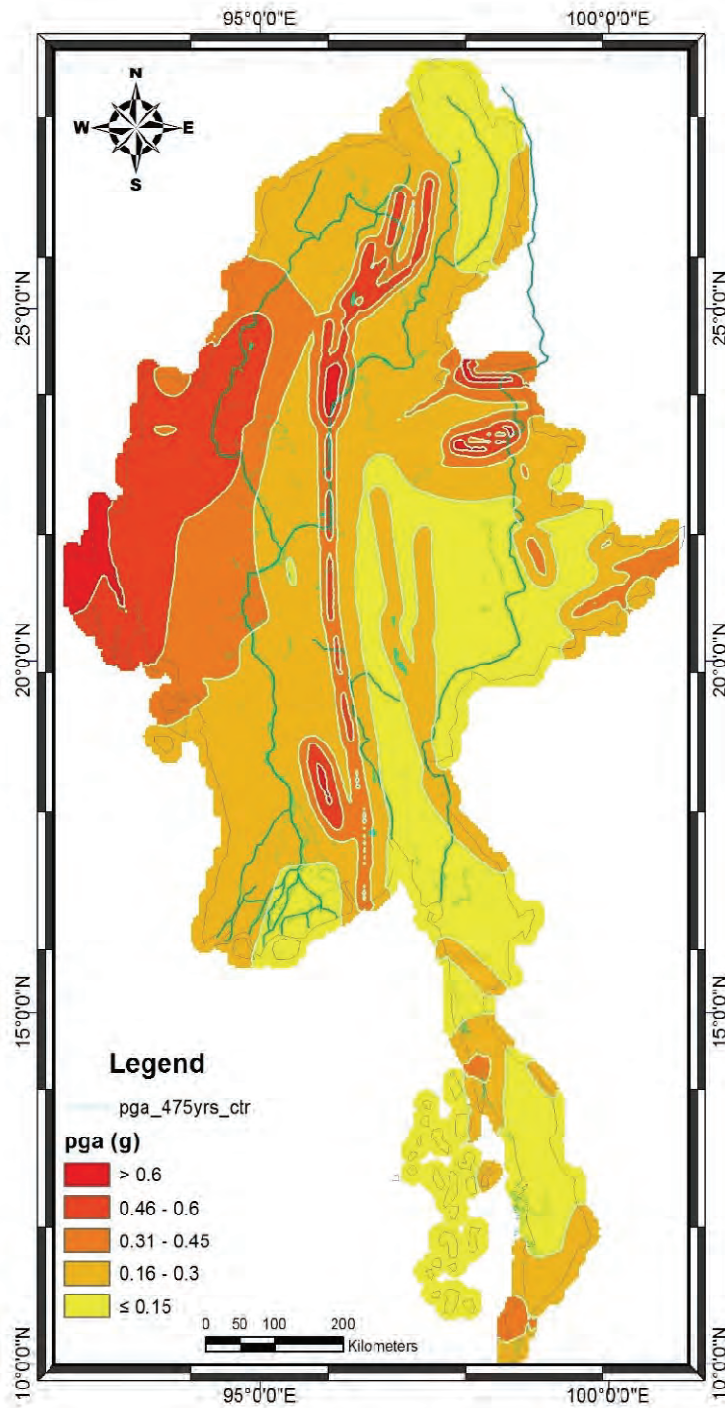 95°0'0"E 100°0'0"E
N
W E
S
25°0'0"N 25°0'0"N
20°0'0"N 20°0'0"N
15°0'0"N 15°0'0"N
Legend
pga_475yrs_ctr
pga (g)
> 0.6
0.46 - 0.6
0.31 - 0.45
0.16 - 0.3
≤ 0.15
0 50 100 200
Kilometers
10°0'0"N 10°0'0"N
95°0'0"E 100°0'0"E